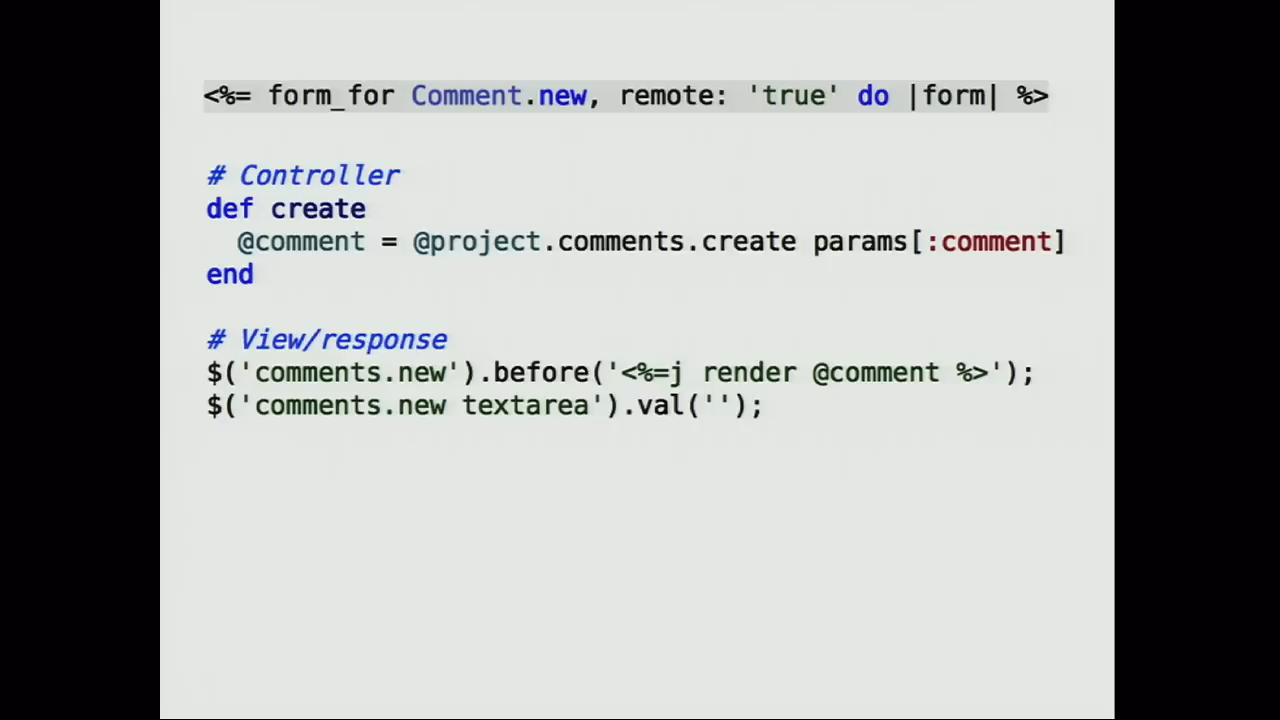 <%= form_for Comment.new, remote: 'true' do |form| %>
# Controller
def create
  @comment = @project.comments.create params[:comment]
end
# View/response
$('comments.new').before('<%=j render @comment %>');
$('comments.new textarea').val('');